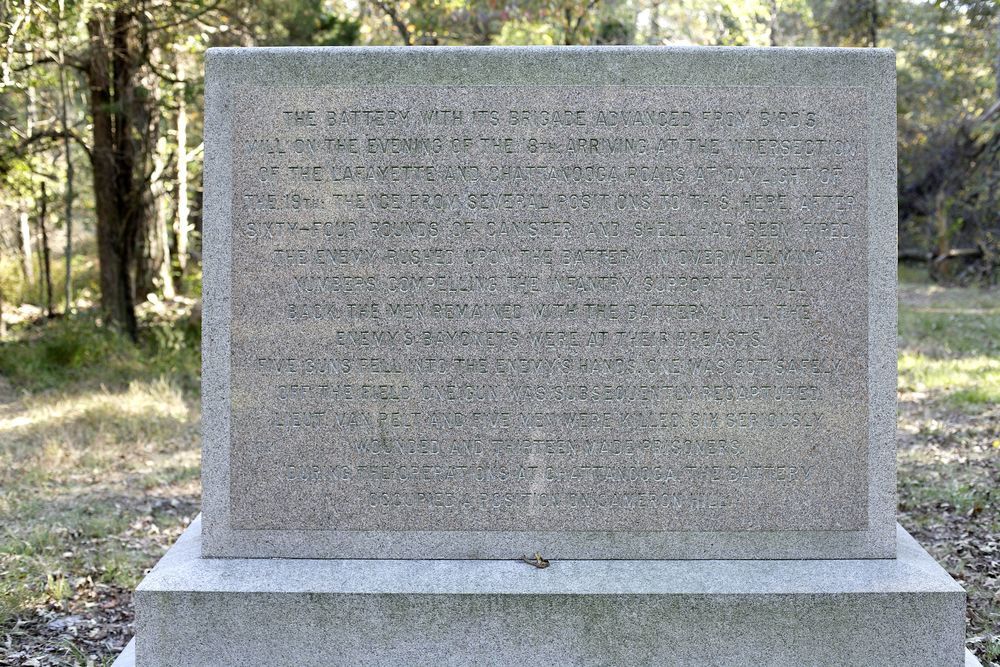 THE BATTERY WITH ITS BRIGADE ADVANCED FROM BIRD'S
MILL ON THE EVENING OF THE 18TH. ARRIVING AT THE INTERSECTION
OF THE LAFAYETTE AND CHATTANOOGA ROADS AT DAYLIGHT OF
THE 19TH. THENCE FROM SEVERAL POSITIONS TO THIS. HERE AFTER
SIXTY-FOUR ROUNDS OF CANISTER AND SHELL HAD BEEN FIRED,
THE ENEMY RUSHED UPON THE BATTERY IN OVERWHELMING
NUMBERS COMPELLING THE INFANTRY SUPPORT TO FALL
BACK. THE MEN REMAINED WITH THE BATTERY UNTIL THE
ENEMY'S BAYONETS WERE AT THEIR BREASTS.
FIVE GUNS FELL INTO THE ENEMY'S HANDS, ONE WAS GOT SAFELY
OFF THE FIELD. ONE GUN WAS SUBSEQUENTLY RECAPTURED.
LIEUT. VAN PELT AND FIVE MEN WERE KILLED, SIX SERIOUSLY
WOUNDED AND THIRTEEN MADE PRISONERS.
DURING THE OPERATIONS AT CHATTANOOGA, THE BATTERY
OCCUPIED A POSITION ON CAMERON HILL